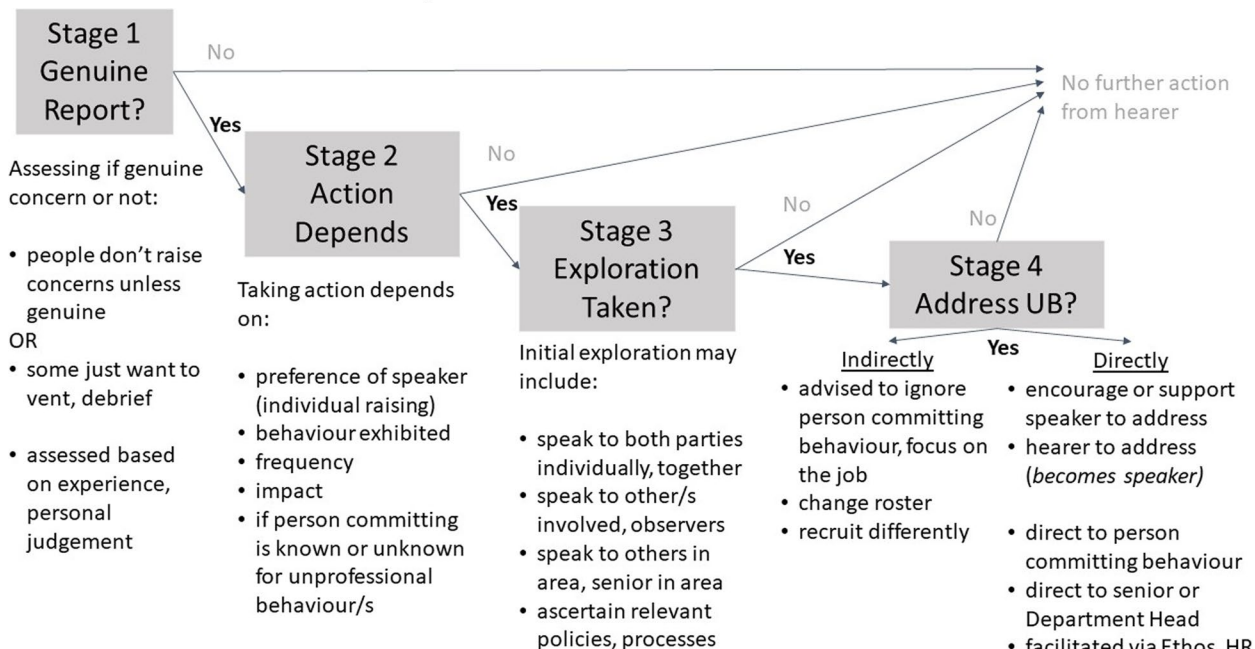 Stage 1
Genuine
Report?
No
Yes
No further action
from hearer
Assessing if genuine
concern or not:
• people don't raise
concerns unless
genuine
OR
• some just want to
vent, debrief
• assessed based
on experience,
personal
judgement
Stage 2
Action
Depends
No
Yes
Taking action depends
on:
• preference of speaker
(individual raising)
• behaviour exhibited
• frequency
• impact
• if person committing
is known or unknown
for unprofessional
behaviour/s
Stage 3
Exploration
Taken?
No
Yes
Initial exploration may
include:
• speak to both parties
individually, together
• speak to other/s
involved, observers
• speak to others in
area, senior in area
• ascertain relevant
policies, processes
Stage 4
Address UB?
No
Yes
Indirectly
• advised to ignore
person committing
behaviour, focus on
the job
• change roster
• recruit differently
Directly
• encourage or support
speaker to address
• hearer to address
(becomes speaker)
• direct to person
committing behaviour
• direct to senior or
Department Head
• facilitated via Ethos, HR